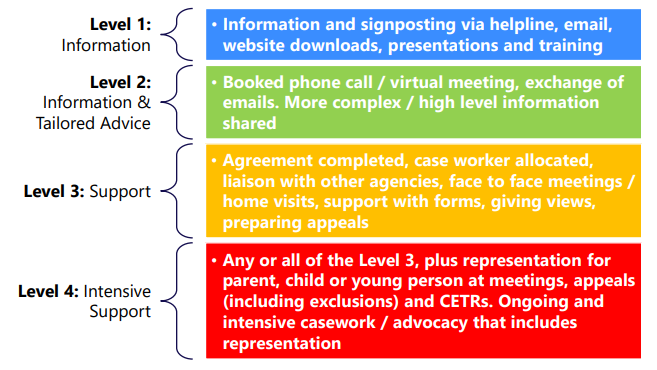 Level 1:
Information
• Information and signposting via helpline, email,
website downloads, presentations and training
Level 2:
Information &
Tailored Advice
• Booked phone call / virtual meeting, exchange of
emails. More complex / high level information
shared
Level 3: Support
• Agreement completed, case worker allocated,
liaison with other agencies, face to face meetings /
home visits, support with forms, giving views,
preparing appeals
Level 4: Intensive
Support
• Any or all of the Level 3, plus representation for
parent, child or young person at meetings, appeals
(including exclusions) and CETRs. Ongoing and
intensive casework / advocacy that includes
representation